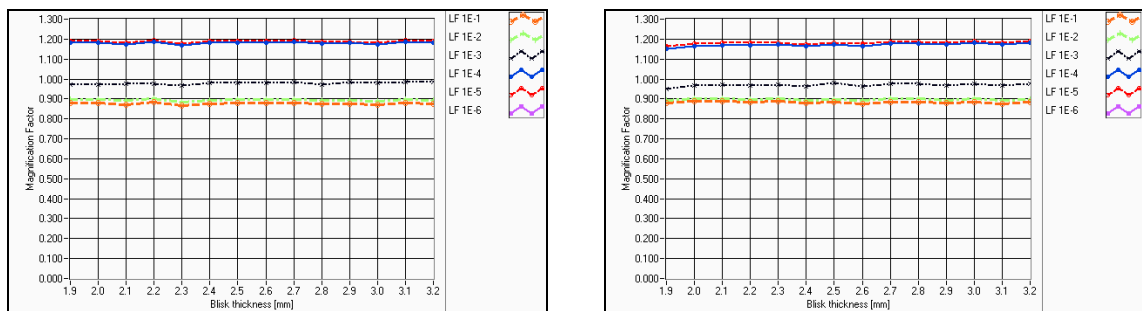 1.300
1.200
1.100
1.000
0.900
0.800
0.700
0.600
0.500
0.400
0.300
0.200
0.100
0.000
Magnification Factor
1.9 2.0 2.1 2.2 2.3 2.4 2.5 2.6 2.7 2.8 2.9 3.0 3.1 3.2
Blisk thickness [mm]
LF 1E-1
LF 1E-2
LF 1E-3
LF 1E-4
LF 1E-5
LF 1E-6
1.300
1.200
1.100
1.000
0.900
0.800
0.700
0.600
0.500
0.400
0.300
0.200
0.100
0.000
Magnification Factor
1.9 2.0 2.1 2.2 2.3 2.4 2.5 2.6 2.7 2.8 2.9 3.0 3.1 3.2
Blisk thickness [mm]
LF 1E-1
LF 1E-2
LF 1E-3
LF 1E-4
LF 1E-5
LF 1E-6